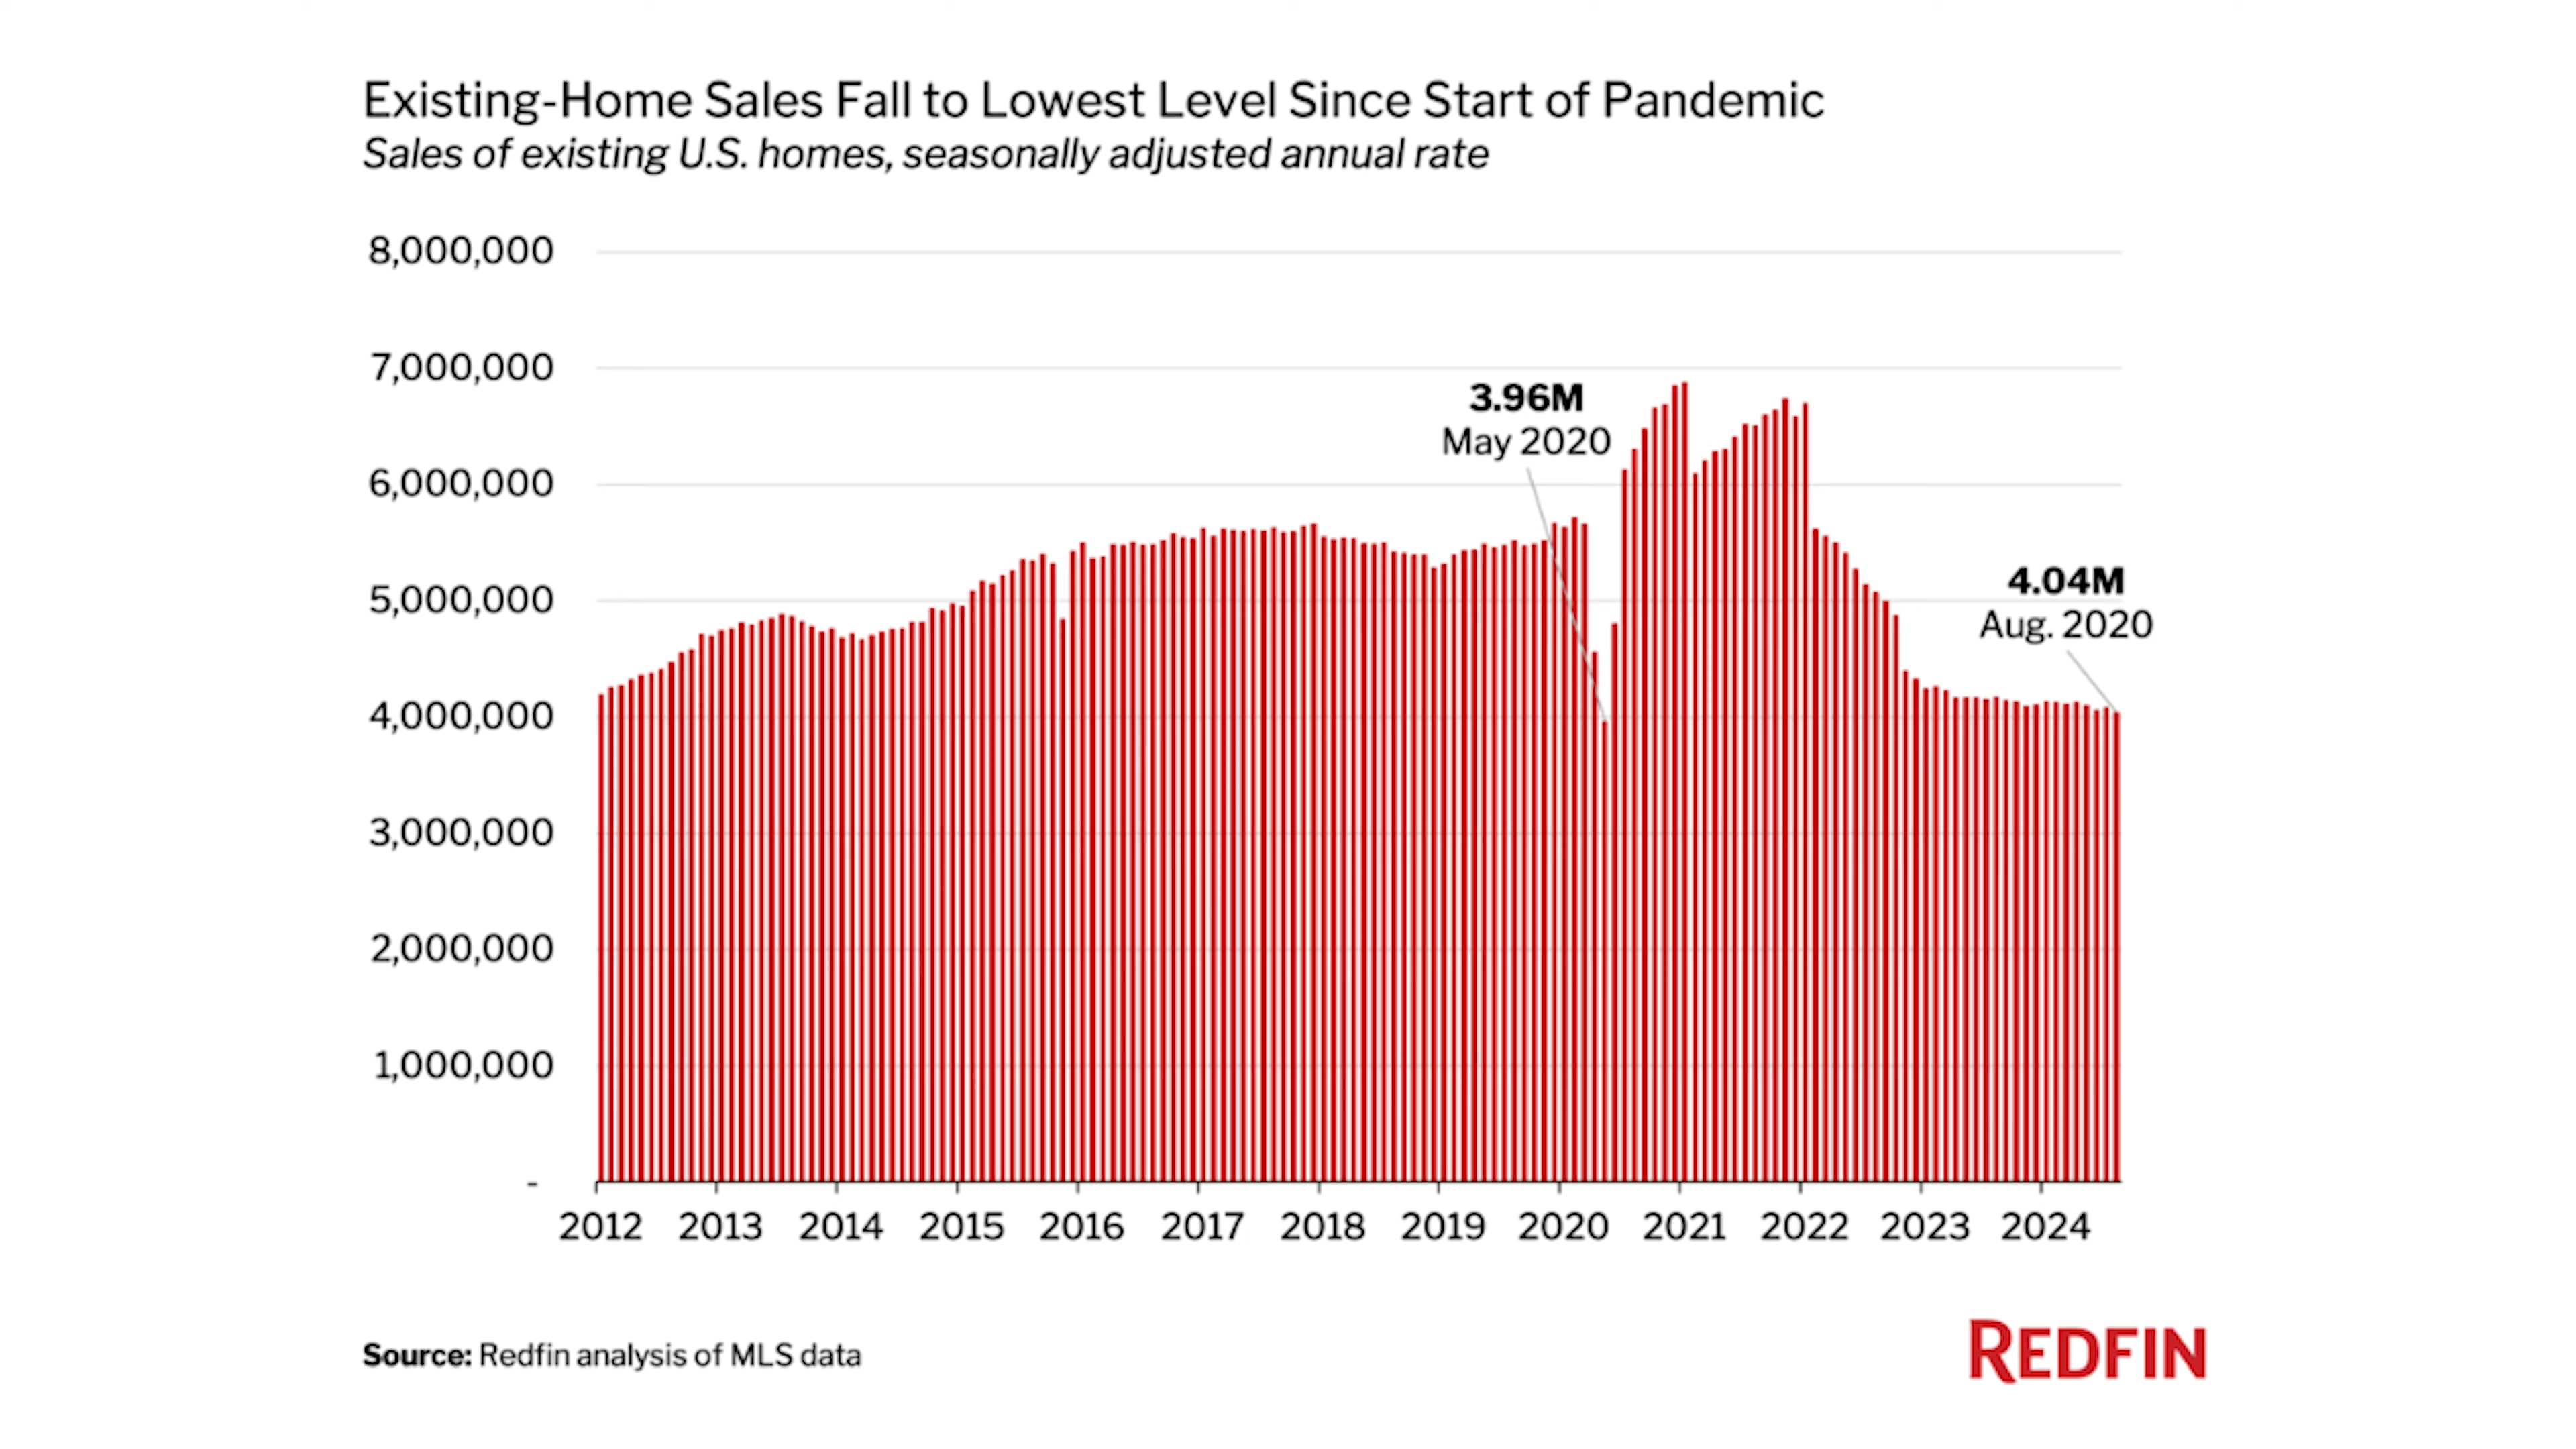 Existing-Home Sales Fall to Lowest Level Since Start of Pandemic
Sales of existing U.S. homes, seasonally adjusted annual rate
8,000,000
7,000,000
6,000,000
5,000,000
4,000,000
3,000,000
2,000,000
1,000,000
-
3.96M
May 2020
4.04M
Aug. 2020
2012 2013 2014 2015 2016 2017 2018 2019 2020 2021 2022 2023 2024
Source: Redfin analysis of MLS data
REDFIN